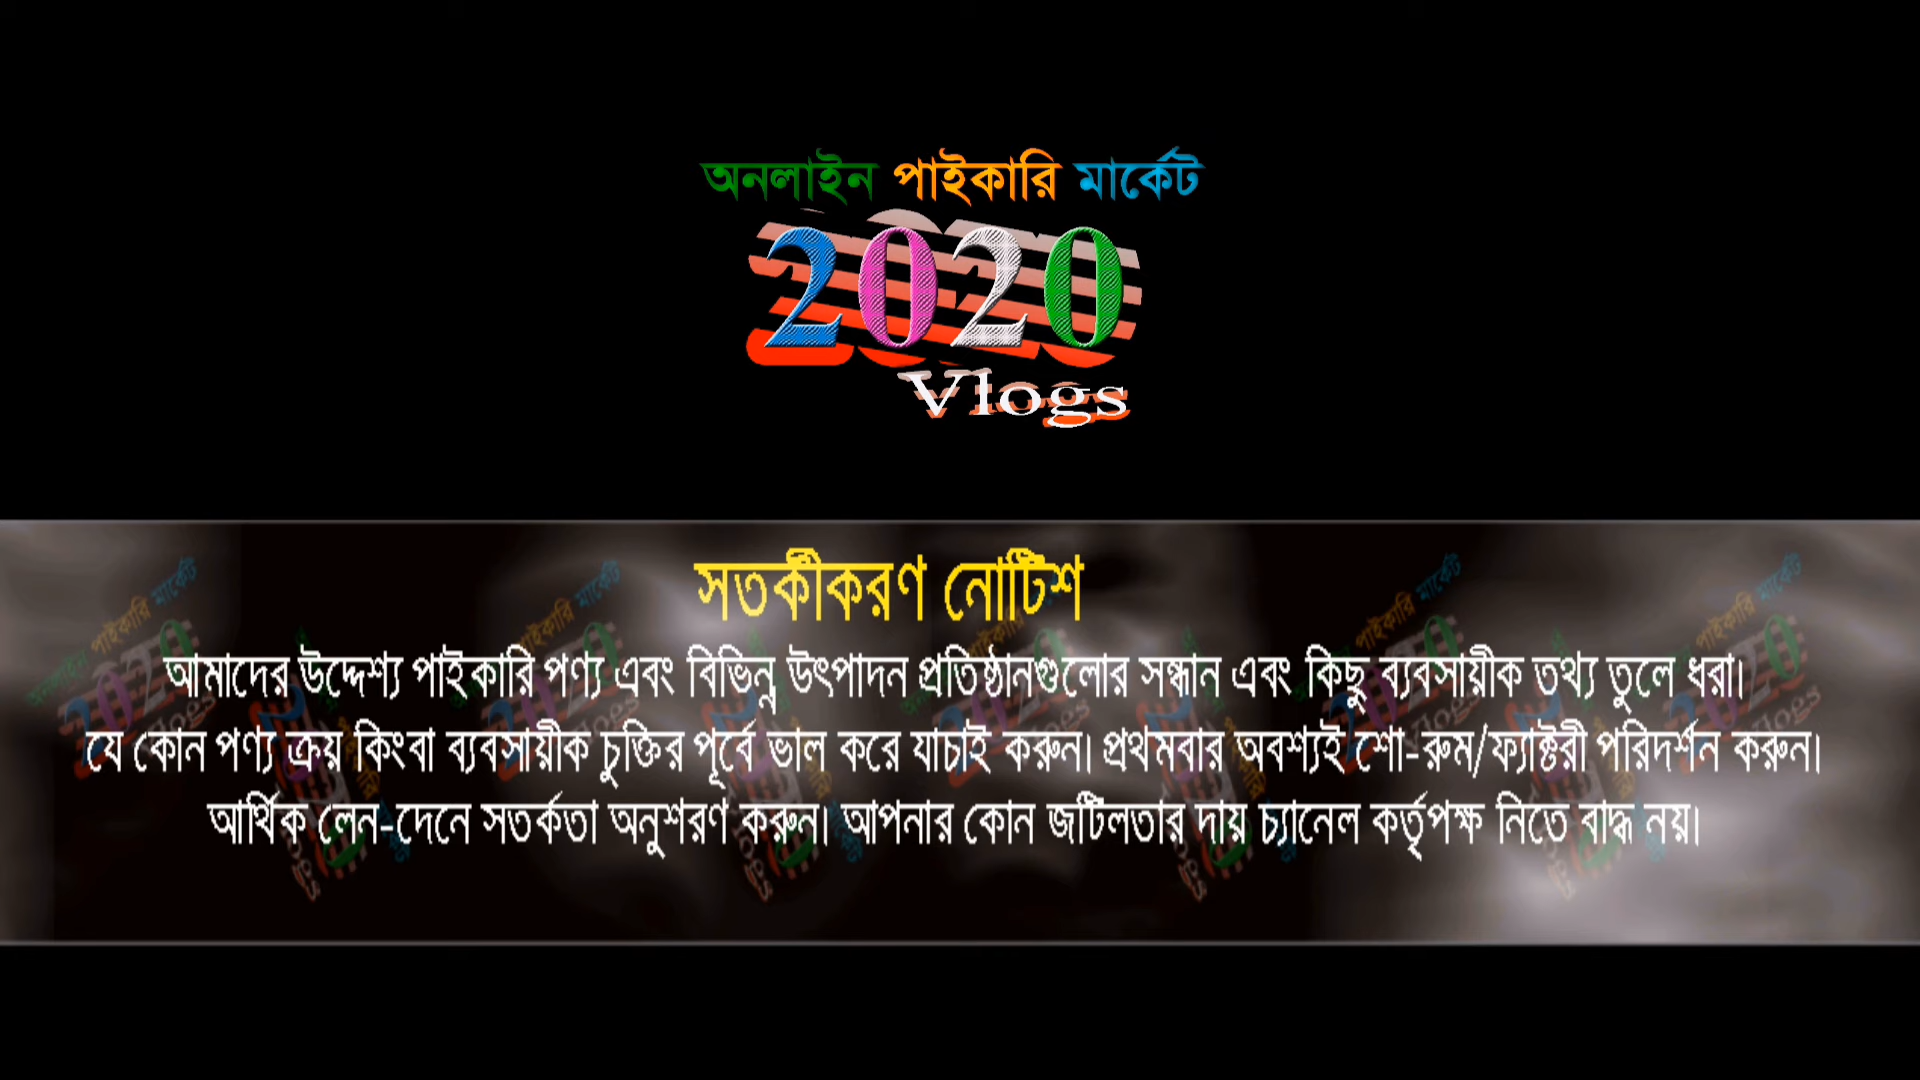 অনলাইন পাইকারি মার্কেট
2020
Vlogs
সতর্কীকরণ নোটিশ
আমাদের উদ্দেশ্য পাইকারি পণ্য এবং বিভিন্ন উৎপাদন প্রতিষ্ঠানগুলোর সন্ধান এবং কিছু ব্যবসায়ীক তথ্য তুলে ধরা।
যে কোন পণ্য ক্রয় কিংবা ব্যবসায়ীক চুক্তির পূর্বে ভাল করে যাচাই করুন। প্রথমবার অবশ্যই শো-রুম/ফ্যাক্টরী পরিদর্শন করুন।
আর্থিক লেন-দেনে সতর্কতা অনুশরণ করুন। আপনার কোন জটিলতার দায় চ্যানেল কর্তৃপক্ষ নিতে বাদ্ধ নয়।